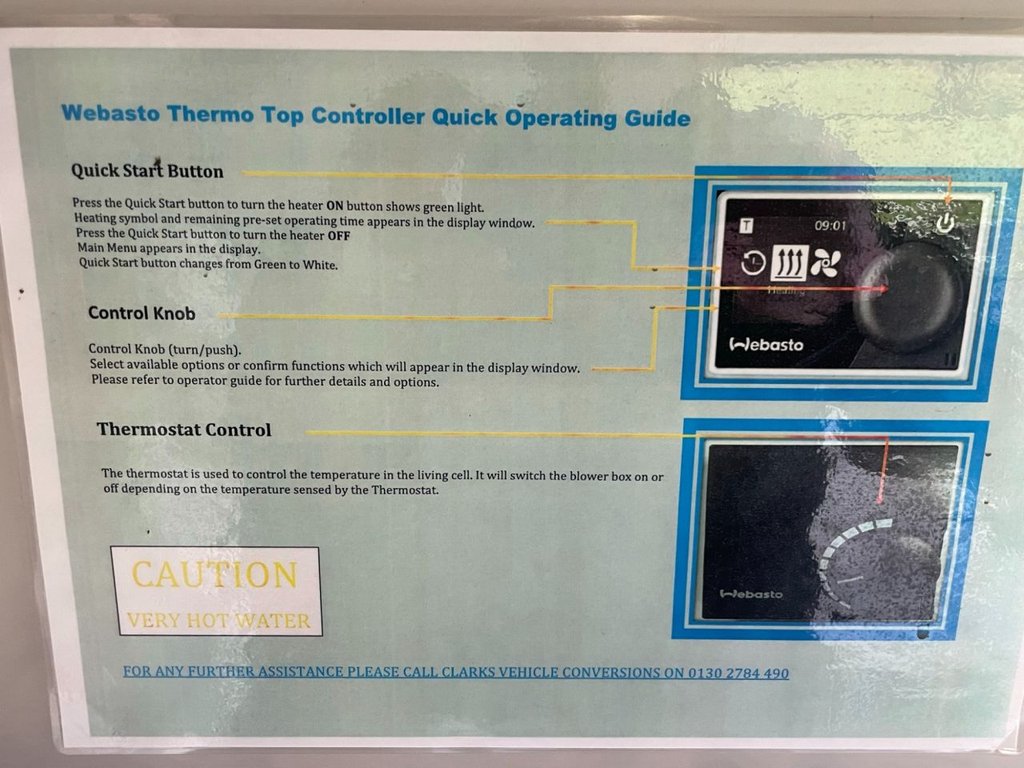 Webasto Thermo Top Controller Quick Operating Guide
Quick Start Button
Press the Quick Start button to turn the heater ON button shows green light.
Heating symbol and remaining pre-set operating time appears in the display window.
Press the Quick Start button to turn the heater OFF
Main Menu appears in the display.
Quick Start button changes from Green to White.
T 09:01
Heating
Webasto
Control Knob
Control Knob (turn/push).
Select available options or confirm functions which will appear in the display window.
Please refer to operator guide for further details and options.
Thermostat Control
The thermostat is used to control the temperature in the living cell. It will switch the blower box on or
off depending on the temperature sensed by the Thermostat.
Webasto
CAUTION
VERY HOT WATER
FOR ANY FURTHER ASSISTANCE PLEASE CALL CLARKS VEHICLE CONVERSIONS ON 0130 2784 490